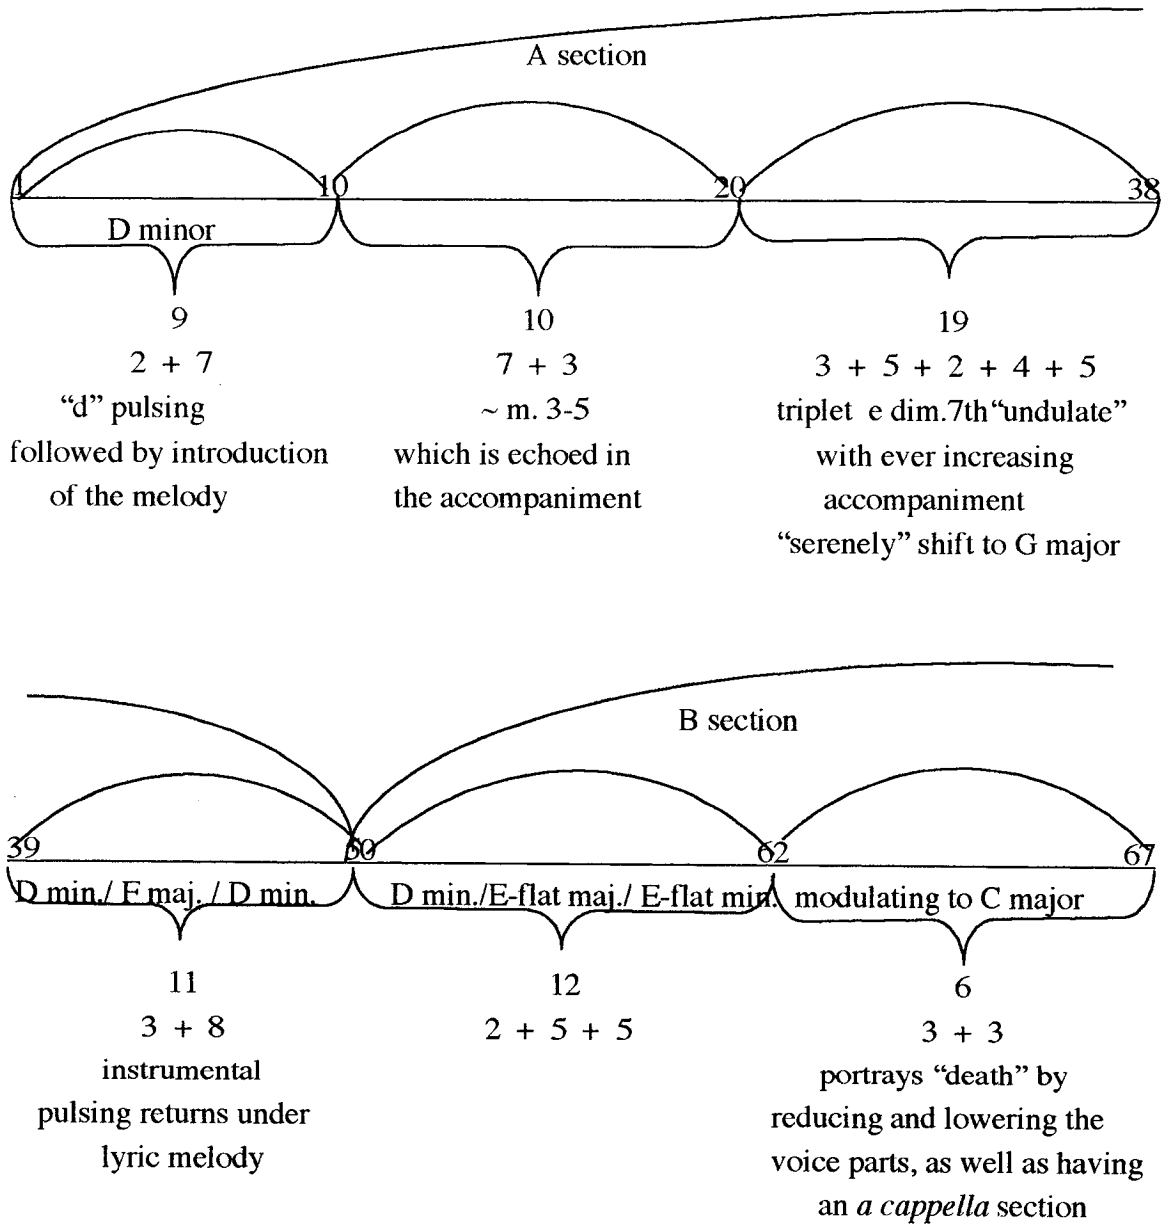 A section
1 10 20 38
D minor
9 10 19
2 + 7 7 + 3 3 + 5 + 2 + 4 + 5
“d” pulsing ~ m. 3-5 triplet e dim.7th “undulate”
followed by introduction which is echoed in with ever increasing
of the melody the accompaniment accompaniment
“serenely” shift to G major
B section
39 50 62 67
D min./ F maj. / D min. D min./E-flat maj./ E-flat min. modulating to C major
11 12 6
3 + 8 2 + 5 + 5 3 + 3
instrumental portrays “death” by
pulsing returns under reducing and lowering the
lyric melody voice parts, as well as having
an a cappella section